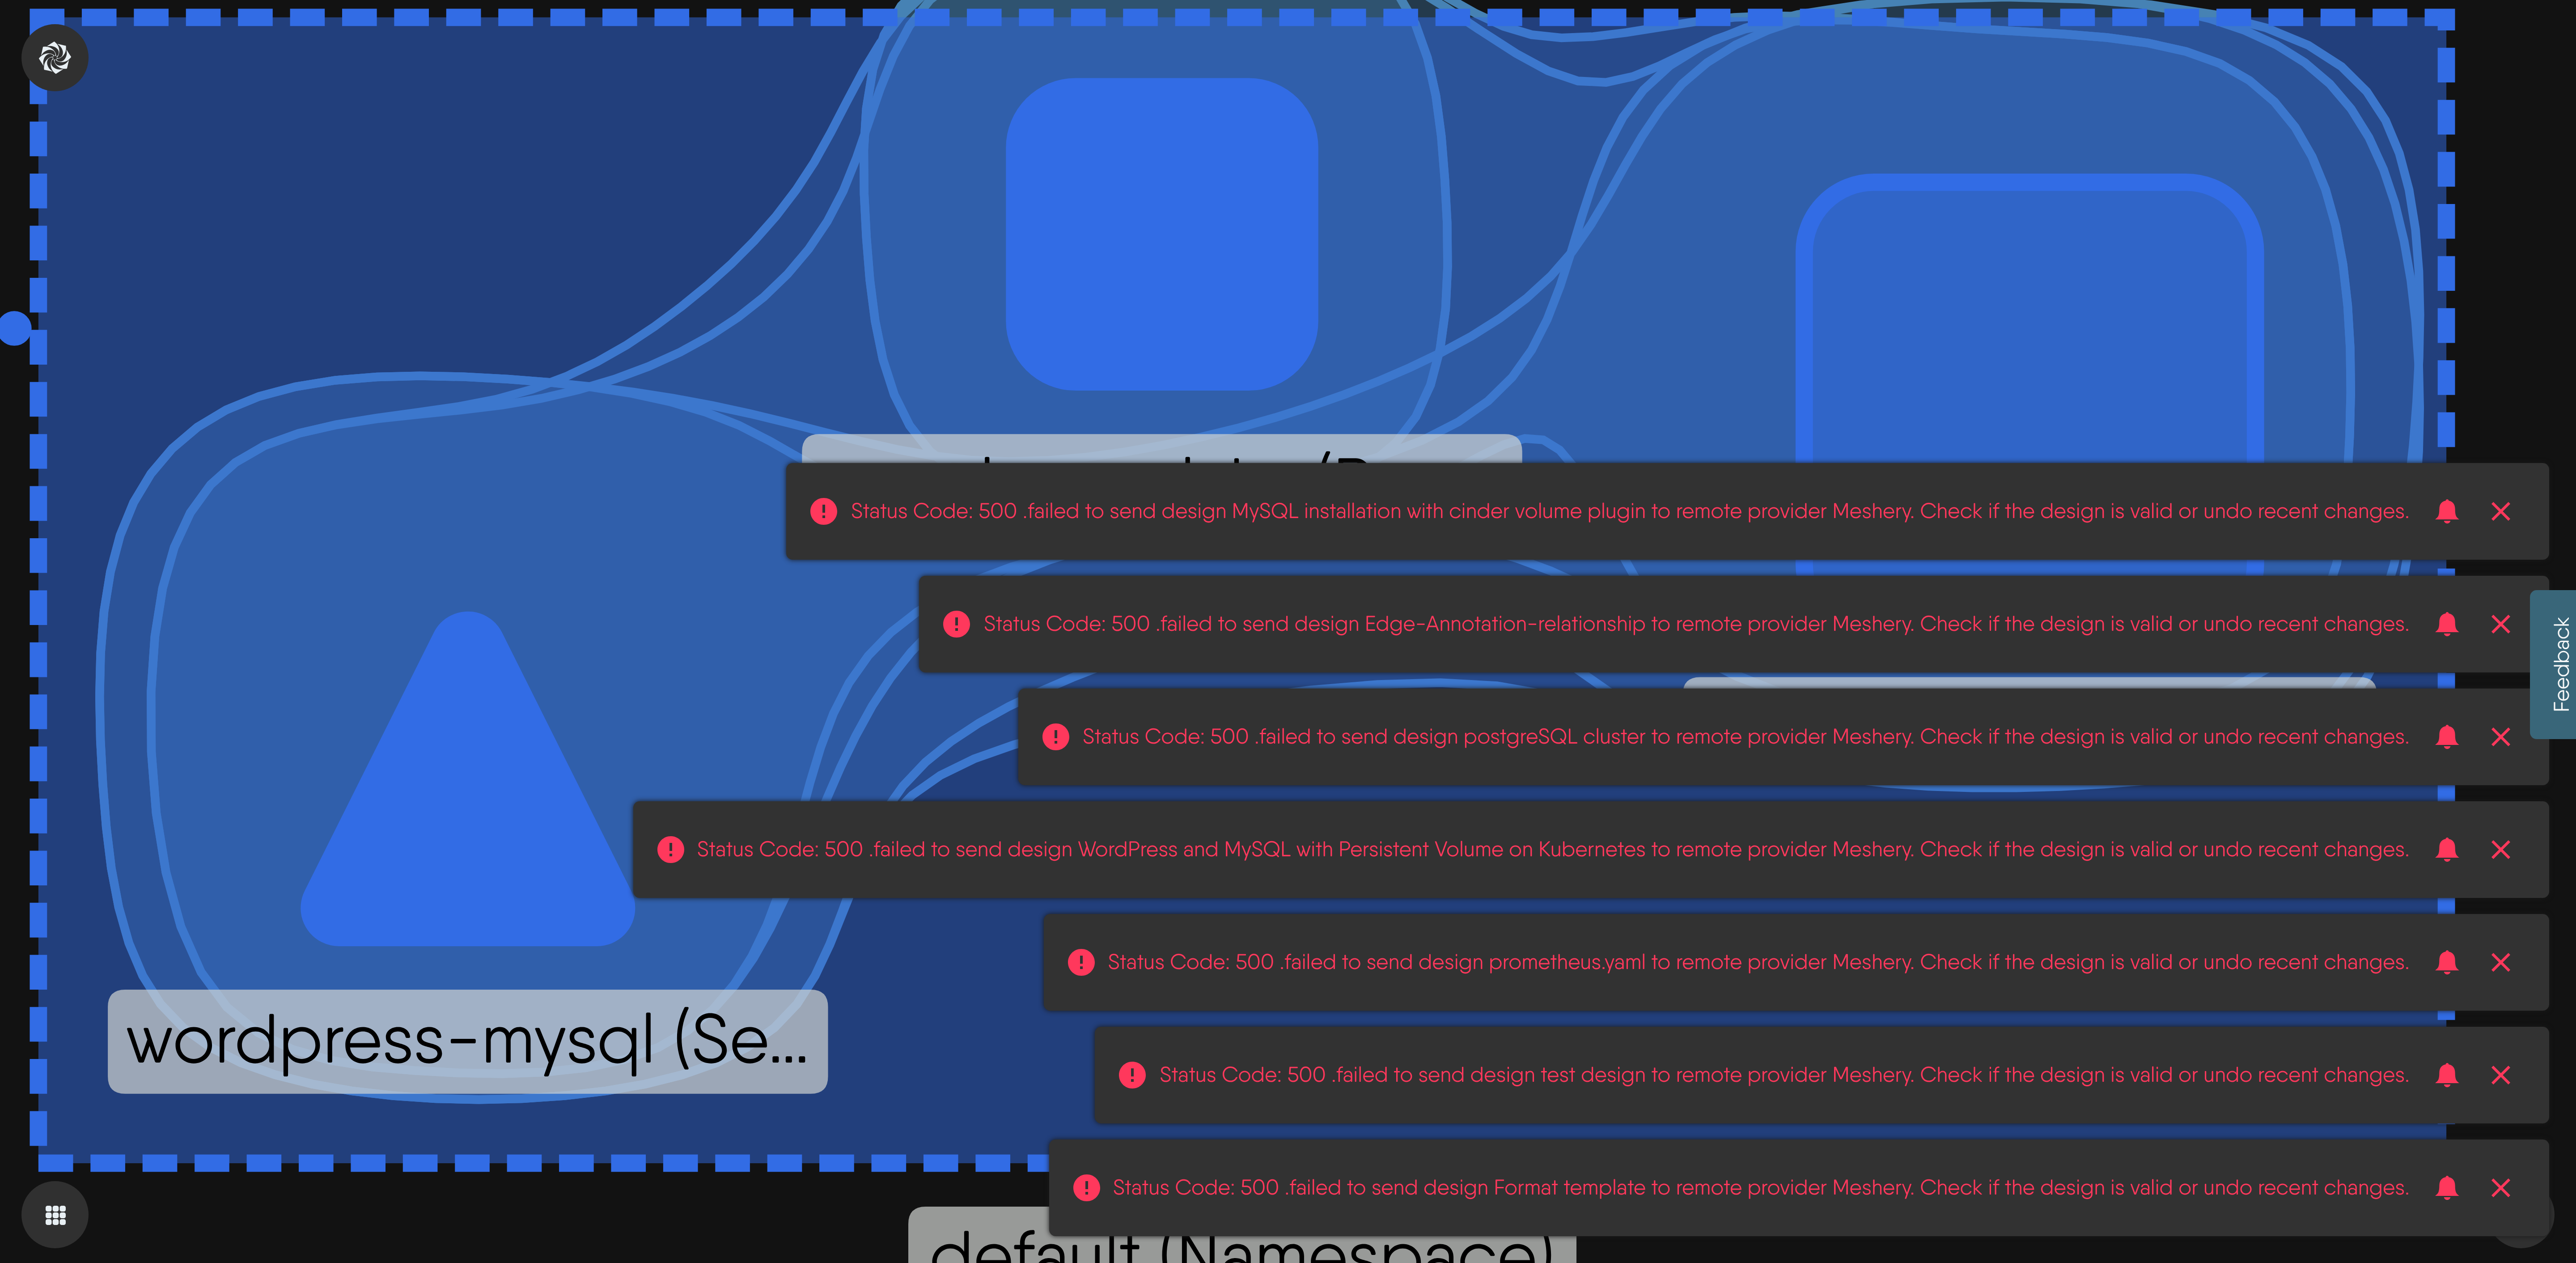 Status Code: 500 .failed to send design MySQL installation with cinder volume plugin to remote provider Meshery. Check if the design is valid or undo recent changes.
Status Code: 500 .failed to send design Edge-Annotation-relationship to remote provider Meshery. Check if the design is valid or undo recent changes.
Feedback
Status Code: 500 .failed to send design postgreSQL cluster to remote provider Meshery. Check if the design is valid or undo recent changes.
Status Code: 500 .failed to send design WordPress and MySQL with Persistent Volume on Kubernetes to remote provider Meshery. Check if the design is valid or undo recent changes.
Status Code: 500 .failed to send design prometheus.yaml to remote provider Meshery. Check if the design is valid or undo recent changes.
wordpress-mysql (Se...
Status Code: 500 .failed to send design test design to remote provider Meshery. Check if the design is valid or undo recent changes.
Status Code: 500 .failed to send design Format template to remote provider Meshery. Check if the design is valid or undo recent changes.
default (Namespace)